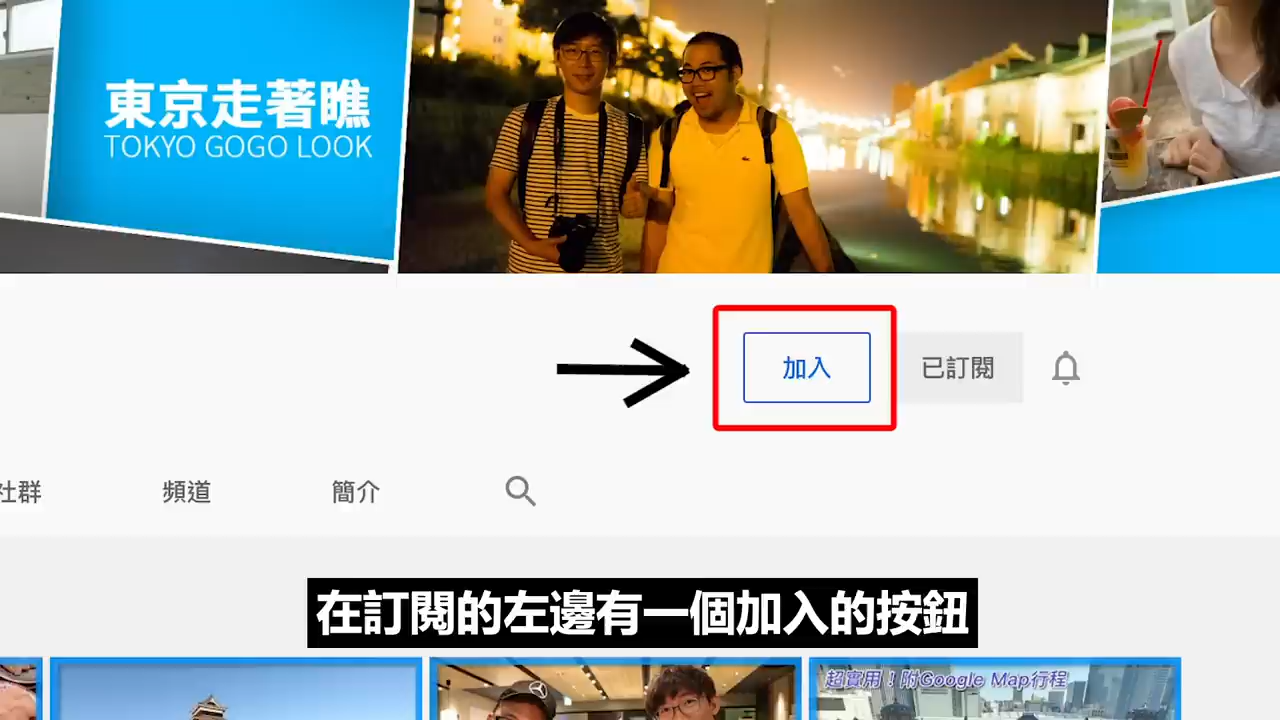 東京走著瞧
TOKYO GOGO LOOK
加入
已訂閱
社群
頻道
簡介
在訂閱的左邊有一個加入的按鈕
超實用！附Google Map行程